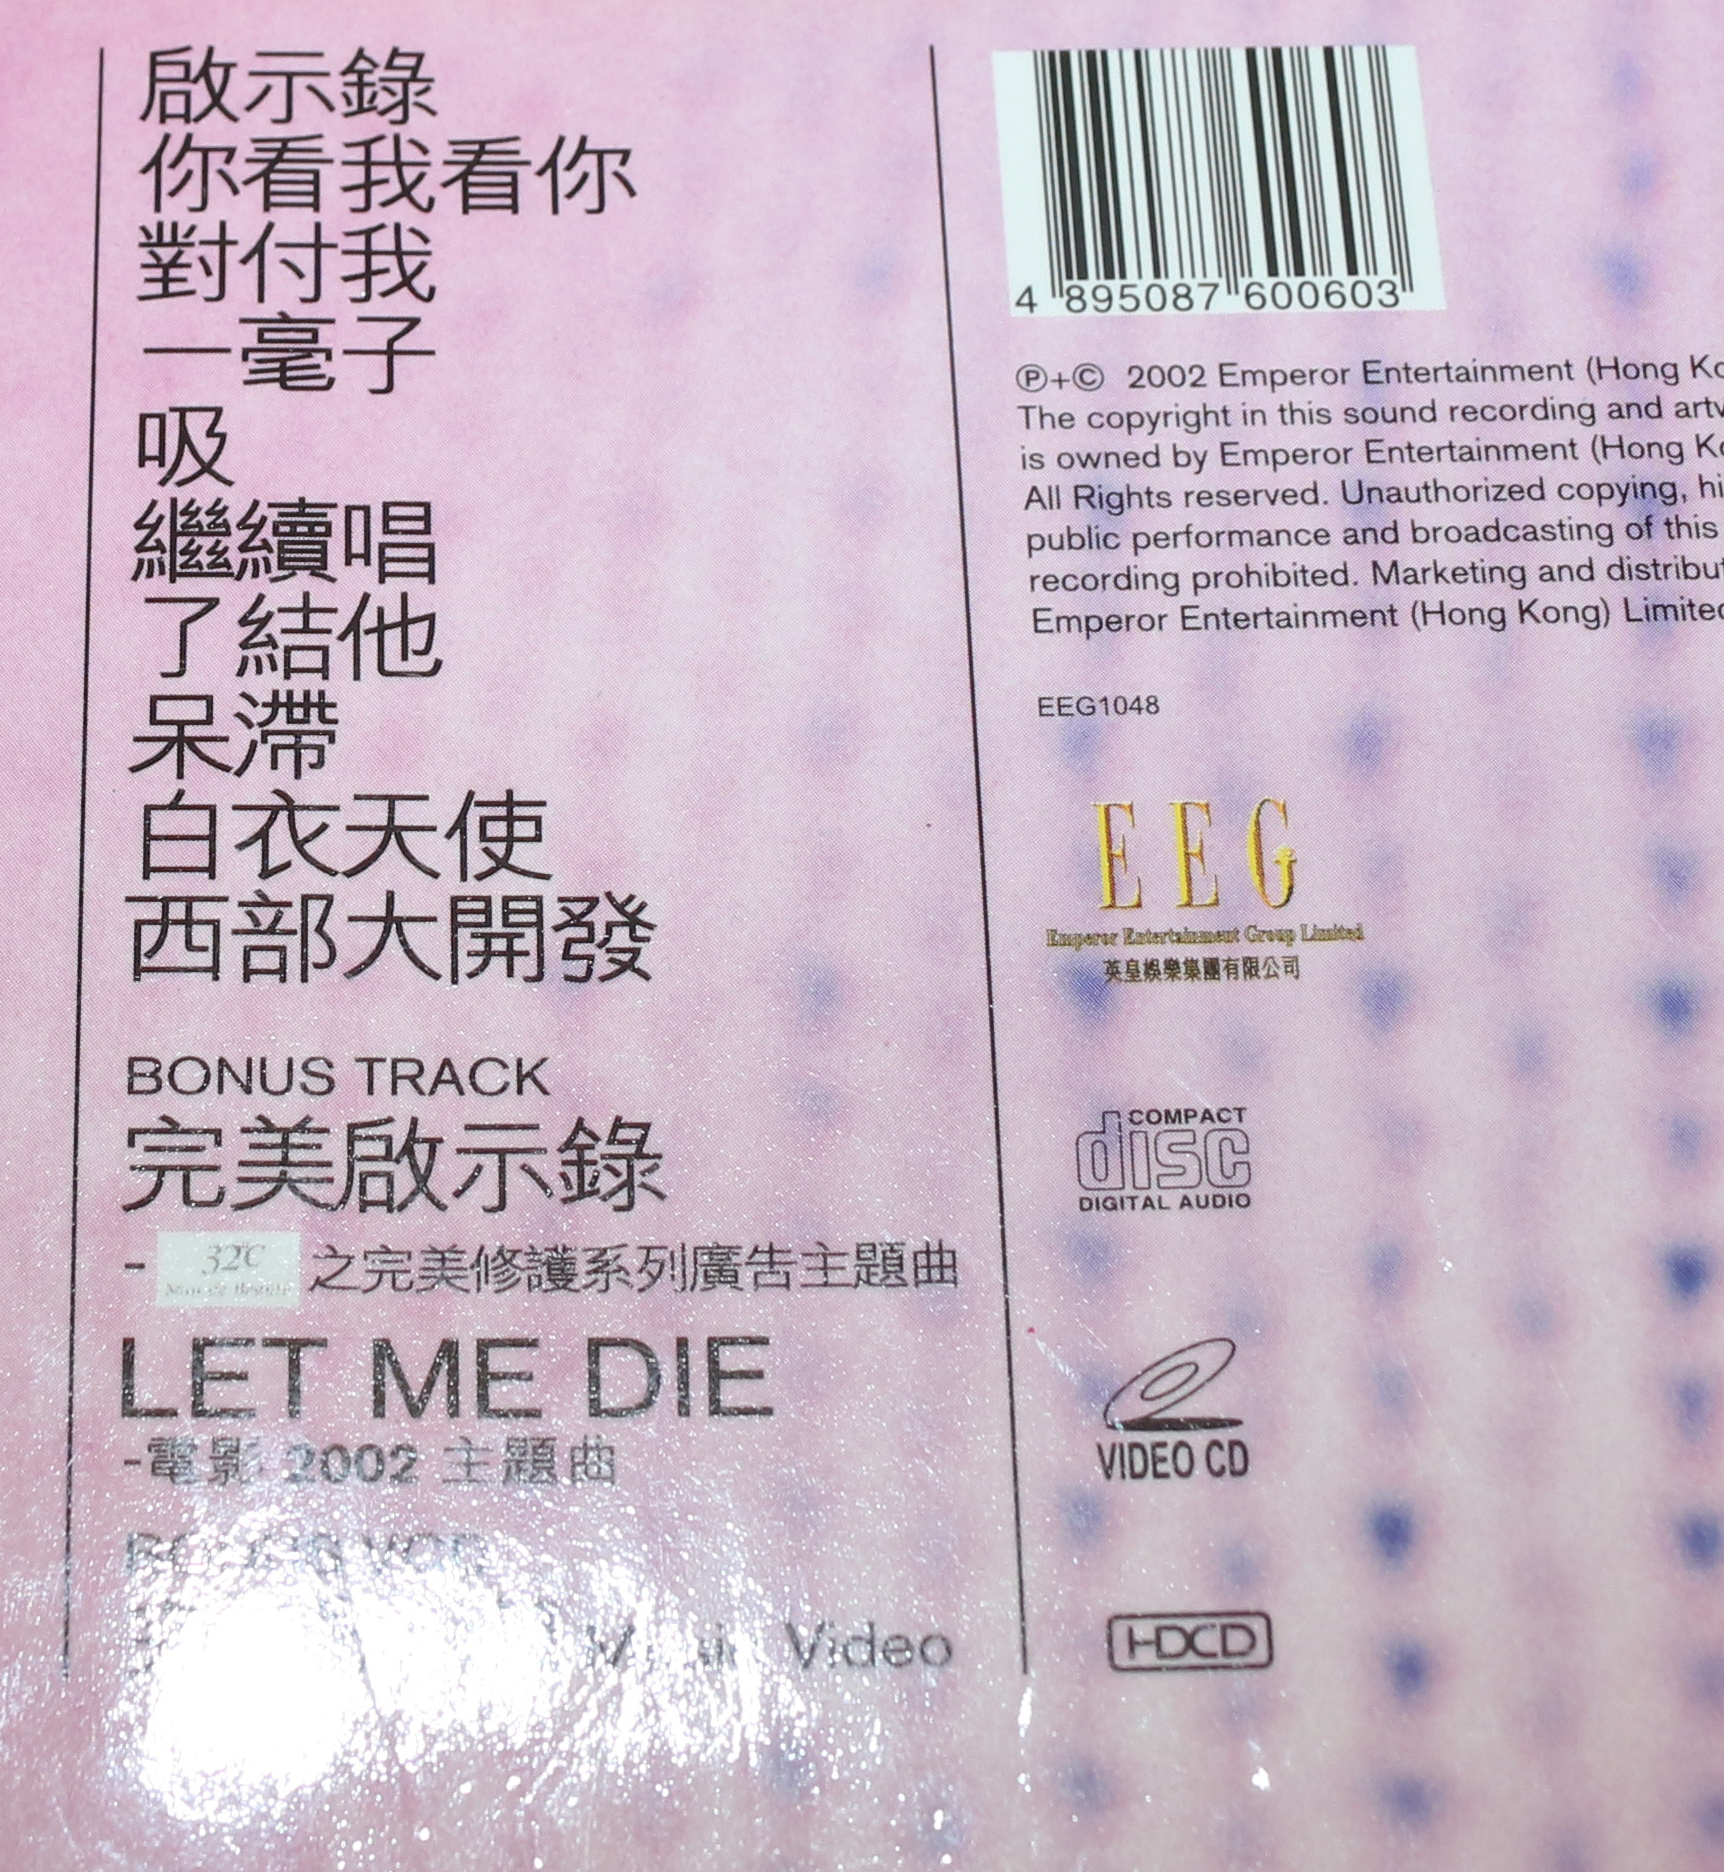 啟示錄
你看我看你
對付我
一毫子
吸
繼續唱
了結他
呆滯
白衣天使
西部大開發
BONUS TRACK
完美啟示錄
- 32°C 之完美修護系列廣告主題曲
LET ME DIE
-電影 2002 主題曲
Video
4 895087 600603
℗+© 2002 Emperor Entertainment (Hong
The copyright in this sound recording and
is owned by Emperor Entertainment (Hong
All Rights reserved. Unauthorized copying,
public performance and broadcasting of this
recording prohibited. Marketing and
Emperor Entertainment (Hong Kong)
EEG1048
EEG
Emperor Entertainment Group Limited
英皇娛樂集團有限公司
COMPACT
disc
DIGITAL AUDIO
VIDEO CD
HDCD